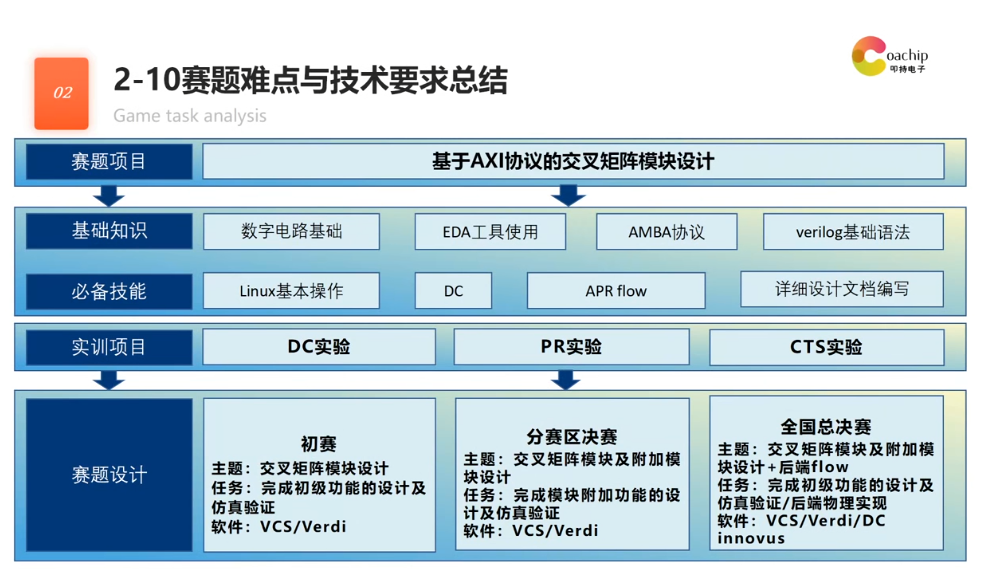 02
2-10赛题难点与技术要求总结
Game task analysis
Coachip
叩持电子
赛题项目
基于AXI协议的交叉矩阵模块设计
基础知识
数字电路基础
EDA工具使用
AMBA协议
verilog基础语法
必备技能
Linux基本操作
DC
APR flow
详细设计文档编写
实训项目
DC实验
PR实验
CTS实验
赛题设计
初赛
主题：交叉矩阵模块设计
任务：完成初级功能的设计及
仿真验证
软件：VCS/Verdi
分赛区决赛
主题：交叉矩阵模块及附加模
块设计
任务：完成模块附加功能的设
计及仿真验证
软件：VCS/Verdi
全国总决赛
主题：交叉矩阵模块及附加模
块设计+后端flow
任务：完成初级功能的设计及
仿真验证/后端物理实现
软件：VCS/Verdi/DC
innovus